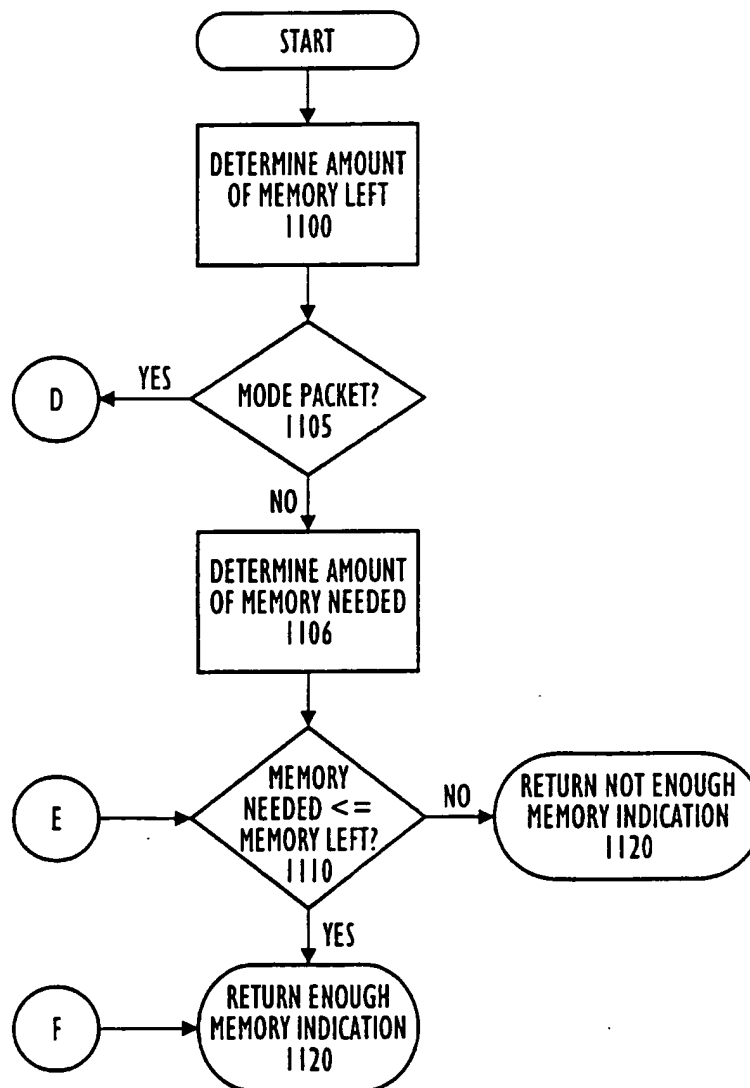 START
DETERMINE AMOUNT
OF MEMORY LEFT
1100
D
YES
MODE PACKET?
1105
NO
DETERMINE AMOUNT
OF MEMORY NEEDED
1106
E
MEMORY
NEEDED <=
MEMORY LEFT?
1110
NO
RETURN NOT ENOUGH
MEMORY INDICATION
1120
YES
F
RETURN ENOUGH
MEMORY INDICATION
1120